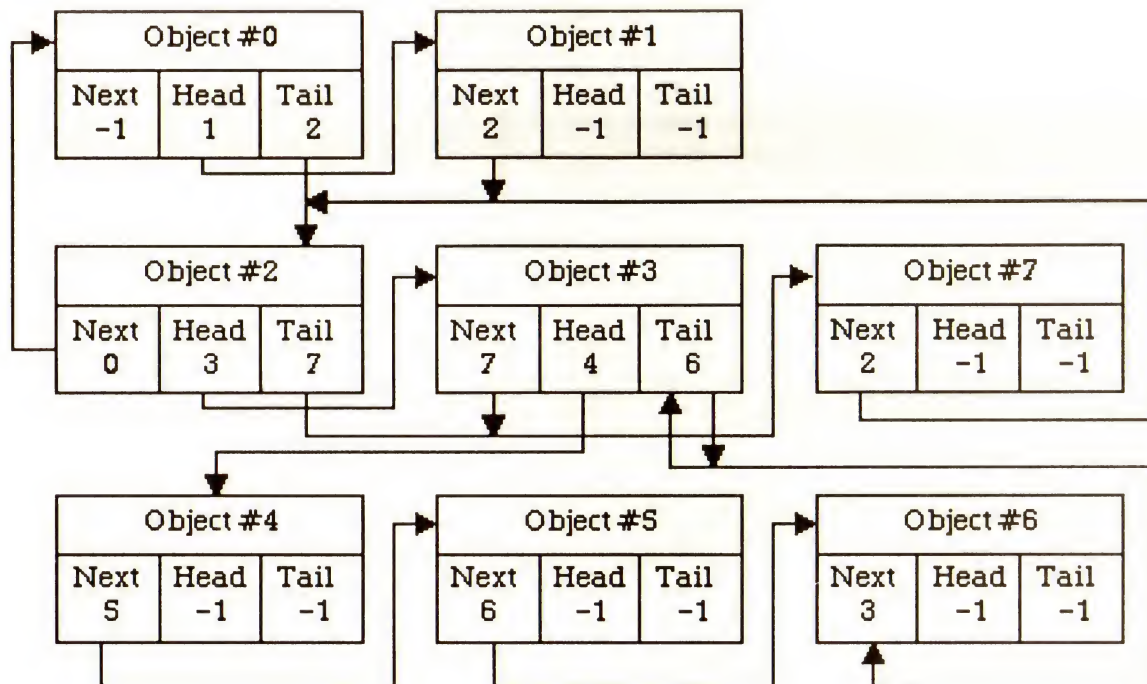 Object #0
Next Head Tail
-1 1 2
Object #1
Next Head Tail
2 -1 -1
Object #2
Next Head Tail
0 3 7
Object #3
Next Head Tail
7 4 6
Object #7
Next Head Tail
2 -1 -1
Object #4
Next Head Tail
5 -1 -1
Object #5
Next Head Tail
6 -1 -1
Object #6
Next Head Tail
3 -1 -1